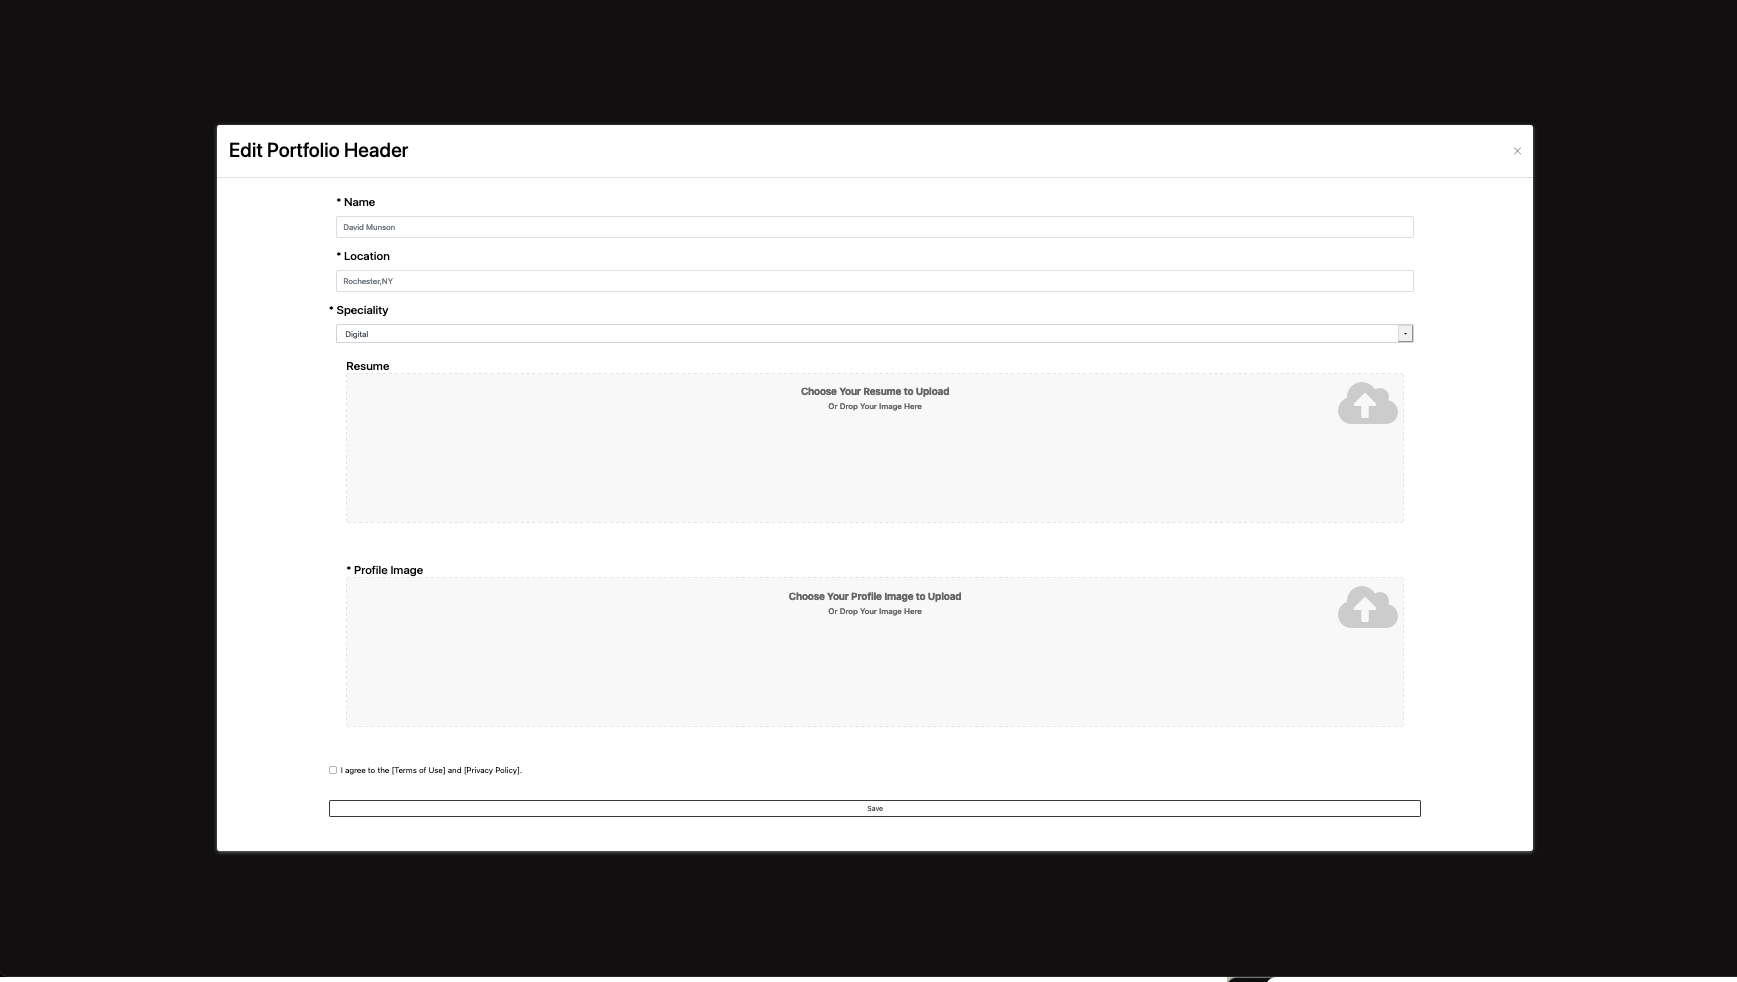 Edit Portfolio Header
×
* Name
David Munson
* Location
Rochester,NY
* Speciality
Digital
Resume
Choose Your Resume to Upload
Or Drop Your Image Here
* Profile Image
Choose Your Profile Image to Upload
Or Drop Your Image Here
I agree to the [Terms of Use] and [Privacy Policy].
Save